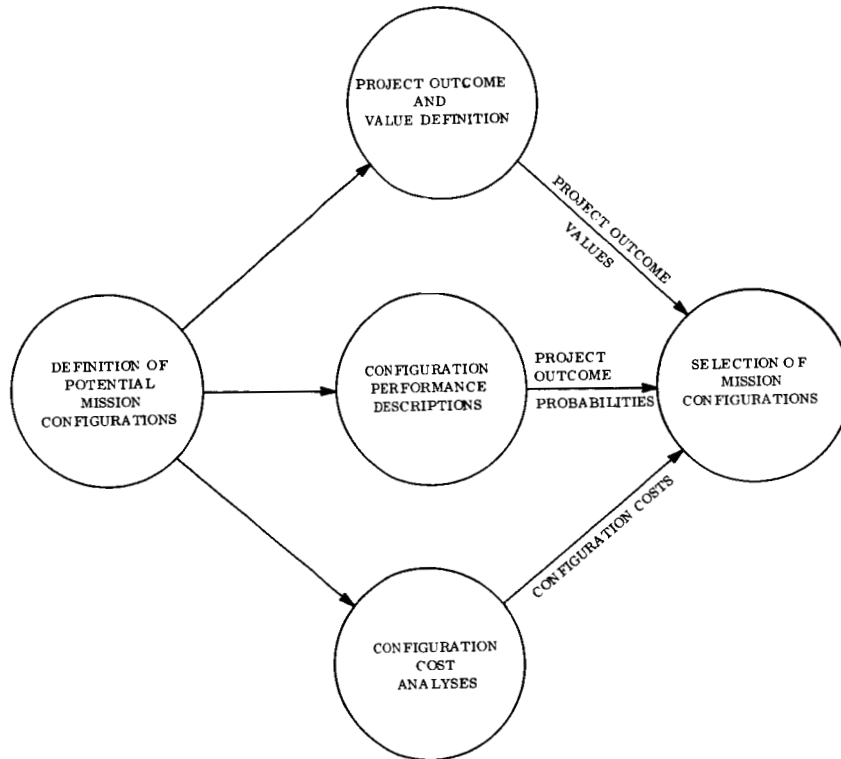 PROJECT OUTCOME
AND
VALUE DEFINITION
PROJECT OUTCOME
VALUES
DEFINITION OF
POTENTIAL
MISSION
CONFIGURATIONS
CONFIGURATION
PERFORMANCE
DESCRIPTIONS
PROJECT
OUTCOME
PROBABILITIES
SELECTION OF
MISSION
CONFIGURATIONS
CONFIGURATION COSTS
CONFIGURATION
COST
ANALYSES